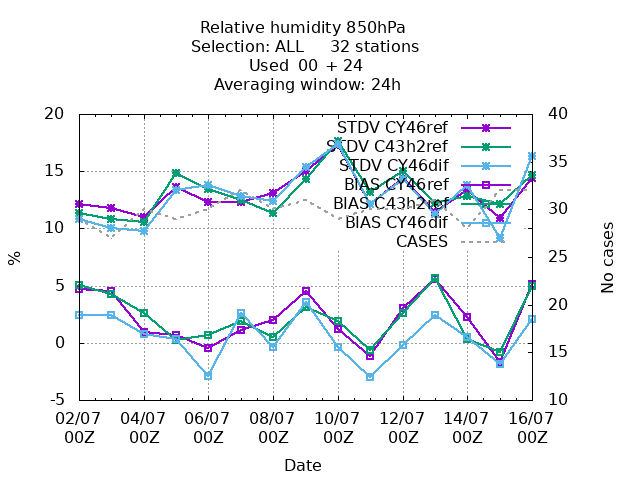 Relative humidity 850hPa
Selection: ALL 32 stations
Used 00 + 24
Averaging window: 24h
20 40
STDV CY46ref
STDV C43h2ref
STDV CY46dif
BIAS CY46ref
BIAS C43h2ref
BIAS CY46dif
CASES
15
10
5
0
-5
35
30
25
20
15
10
%
No cases
02/07 04/07 06/07 08/07 10/07 12/07 14/07 16/07
00Z 00Z 00Z 00Z 00Z 00Z 00Z 00Z
Date